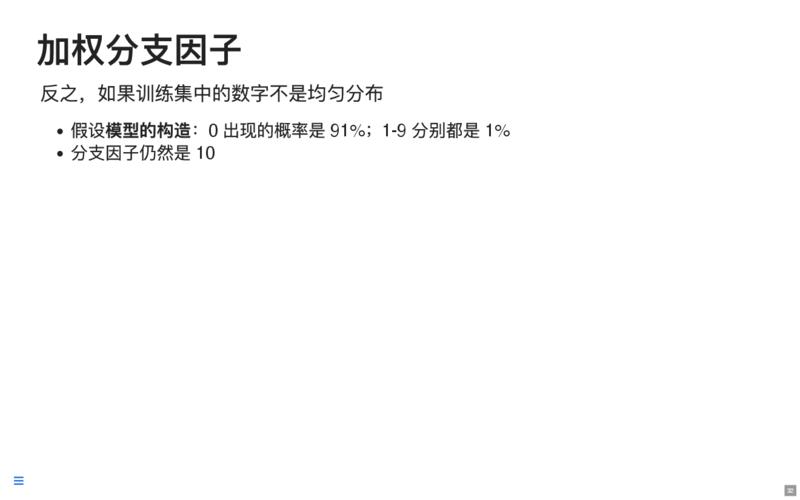 加权分支因子
反之，如果训练集中的数字不是均匀分布
• 假设模型的构造：0 出现的概率是 91%；1-9 分别都是 1%
• 分支因子仍然是 10
32